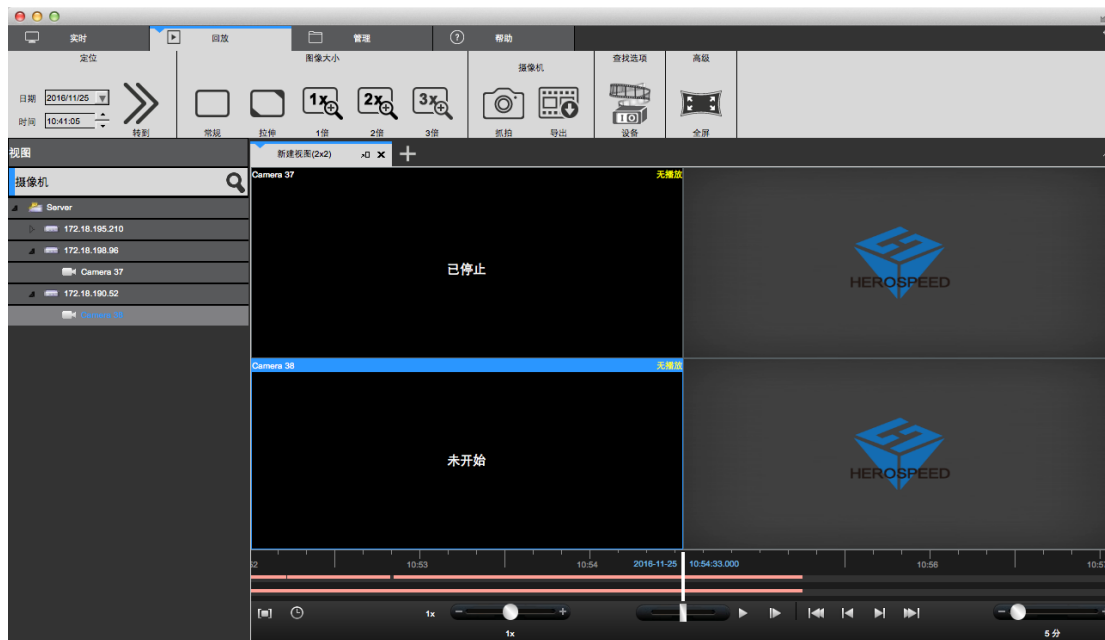 实时
回放
管理
帮助
定位
图像大小
摄像机
查找选项
高级
日期 2016/11/25
时间 10:41:05
转到
常规
拉伸
1x
1倍
2x
2倍
3x
3倍
抓拍
导出
设备
全屏
视图
新建视图(2x2)
摄像机
Server
172.18.195.210
172.18.198.96
Camera 37
172.18.190.52
Camera 37 无播放
已停止
HEROSPEED
Camera 38 无播放
未开始
HEROSPEED
10:53 10:54 2016-11-25 10:54:33.000 10:56
1x
1x
5 分